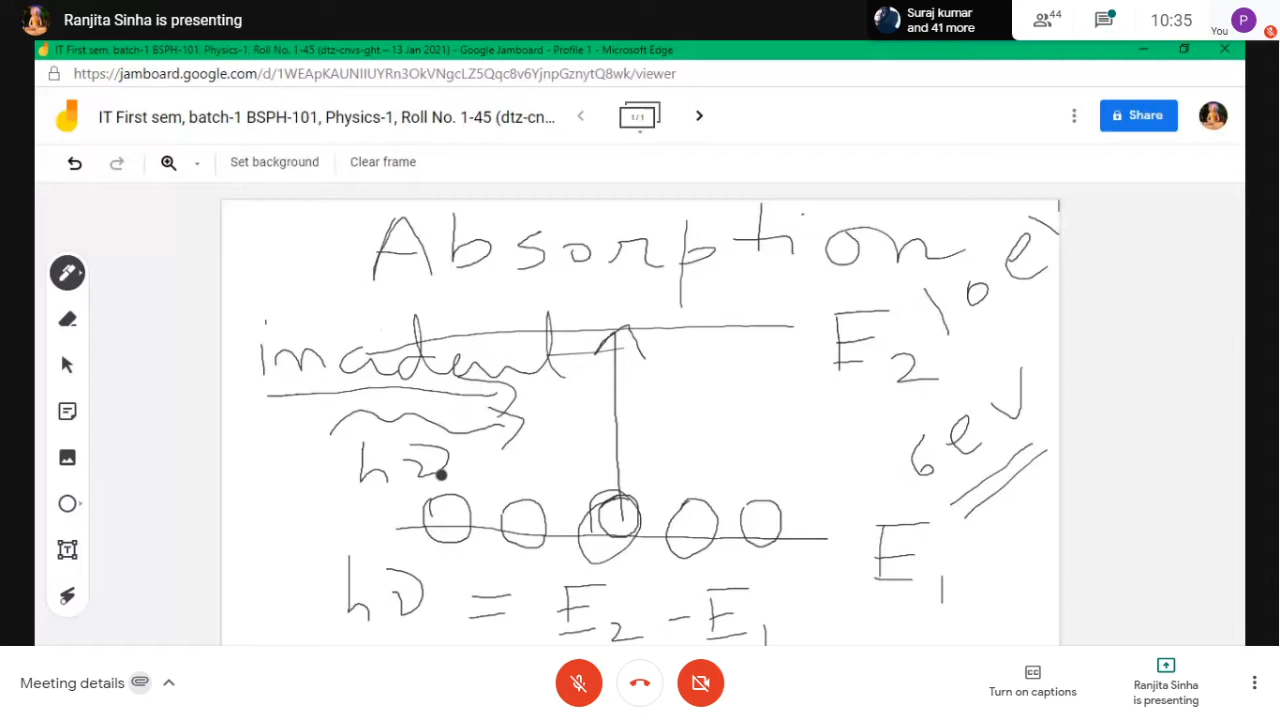 Ranjita Sinha is presenting
Suraj kumar
and 41 more
44
10:35
P
You
IT First sem. batch-1 BSPH-101. Physics-1. Roll No. 1-45 (dtz-cnvs-ght – 13 Jan 2021) – Google Jamboard - Profile 1 - Microsoft Edge
https://jamboard.google.com/d/1WEApKAUNIIUYRn3OkVNgcLZ5Qqc8v6YjnpGznytQ8wk/viewer
IT First sem, batch-1 BSPH-101, Physics-1, Roll No. 1-45 (dtz-cn...
1/1
Share
Set background
Clear frame
Absorption
10 eV
incident
E2
hν
6 eV
E1
hν = E2 - E1
Meeting details
Turn on captions
Ranjita Sinha
is presenting